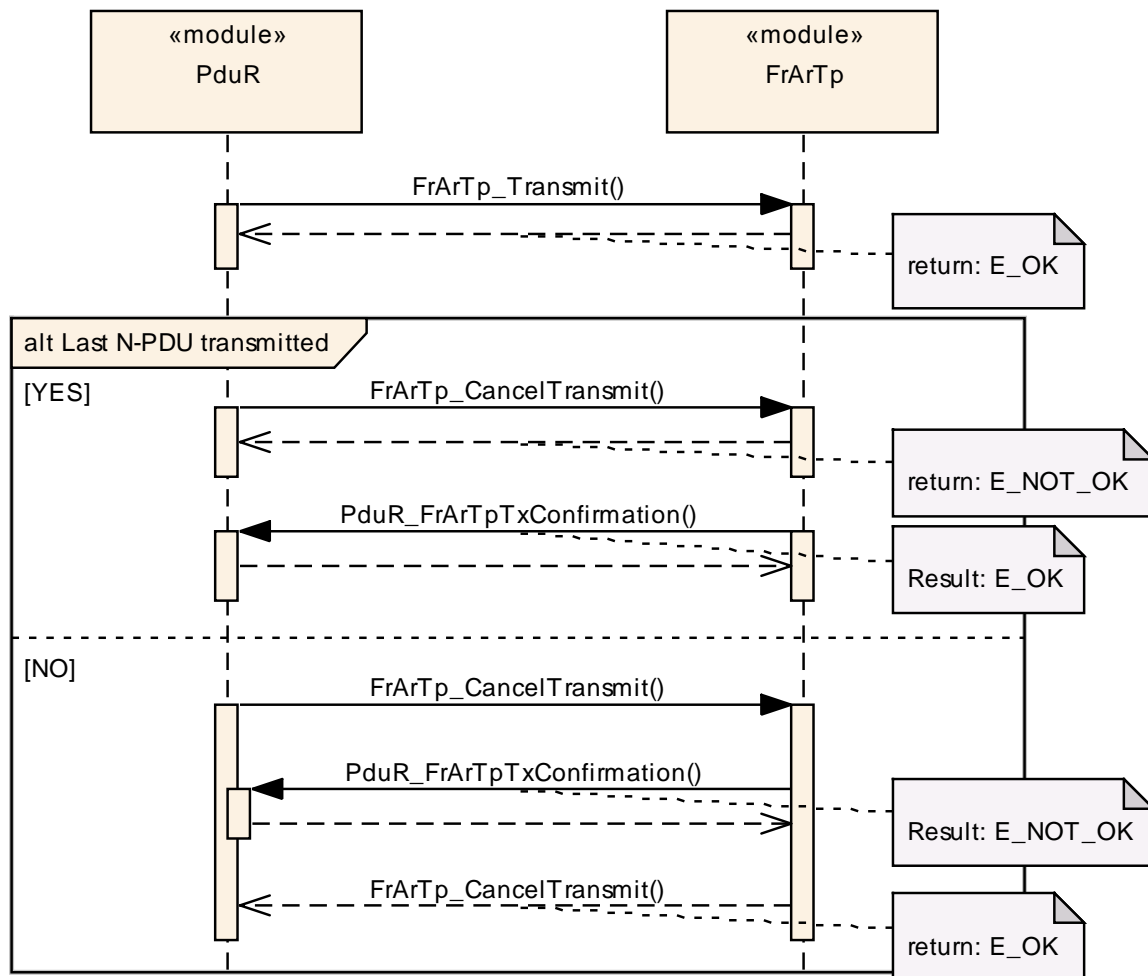 «module»
PduR
«module»
FrArTp
FrArTp_Transmit()
return: E_OK
alt Last N-PDU transmitted
[YES]
FrArTp_CancelTransmit()
return: E_NOT_OK
PduR_FrArTpTxConfirmation()
Result: E_OK
[NO]
FrArTp_CancelTransmit()
PduR_FrArTpTxConfirmation()
Result: E_NOT_OK
FrArTp_CancelTransmit()
return: E_OK